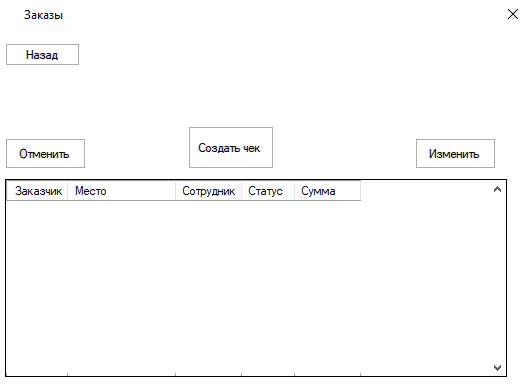 Заказы
Назад
Отменить
Создать чек
Изменить
Заказчик Место Сотрудник Статус Сумма